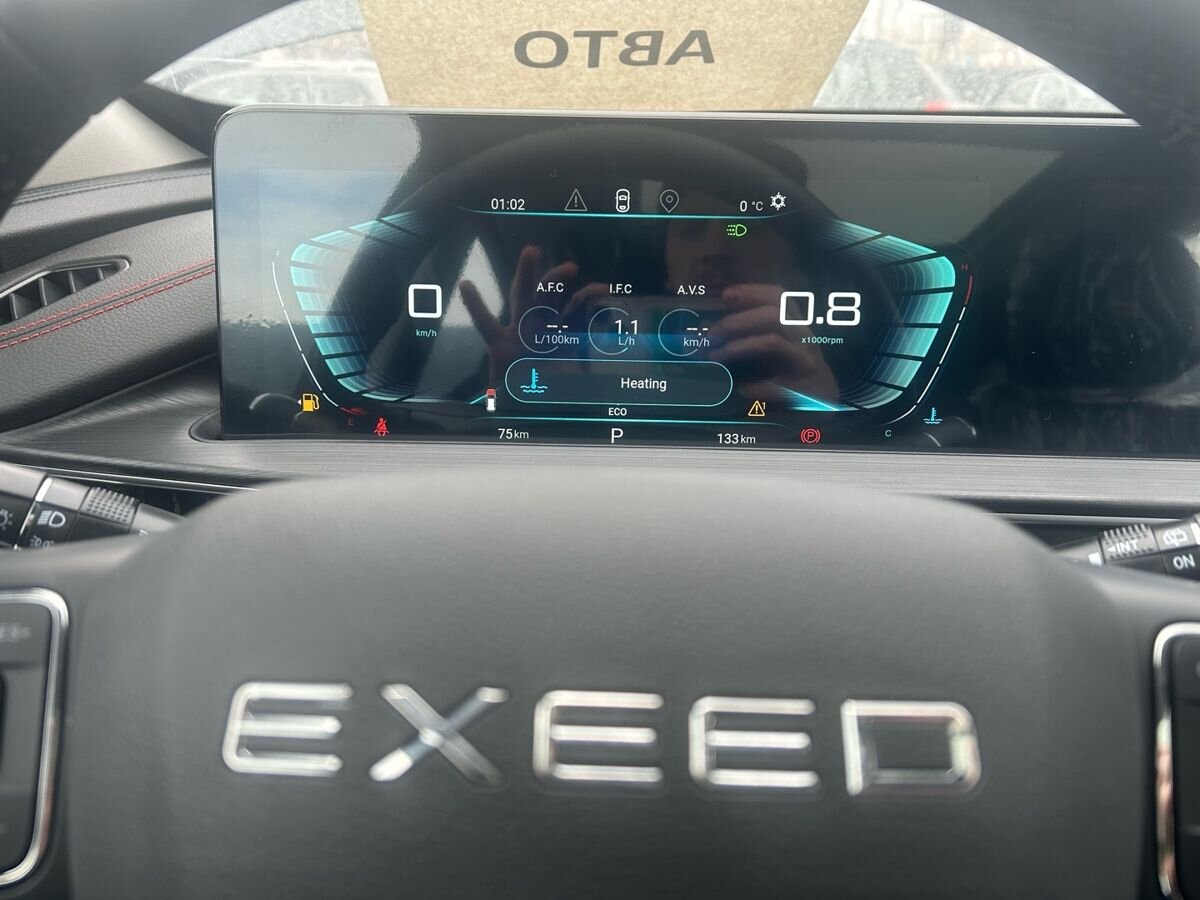 АВТО
01:02
0 °C
F
H
A.F.C I.F.C A.V.S
0
km/h
--.- 1.1 --.-
L/100km L/h km/h
0.8
x1000rpm
Heating
ECO
1
E
C
75km P 133km
INT
ON
EXEED